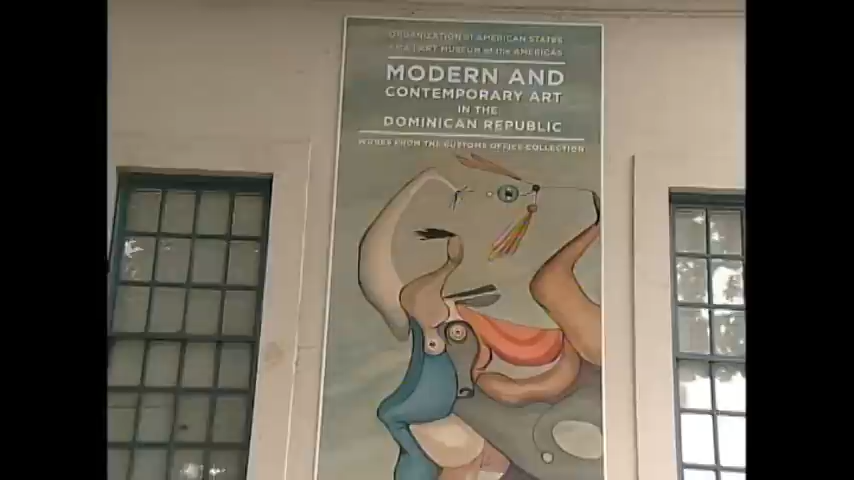 ORGANIZATION of AMERICAN STATES
ART MUSEUM of the AMERICAS
MODERN AND
CONTEMPORARY ART
IN THE
DOMINICAN REPUBLIC
WORKS FROM THE CUSTOMS OFFICE COLLECTION